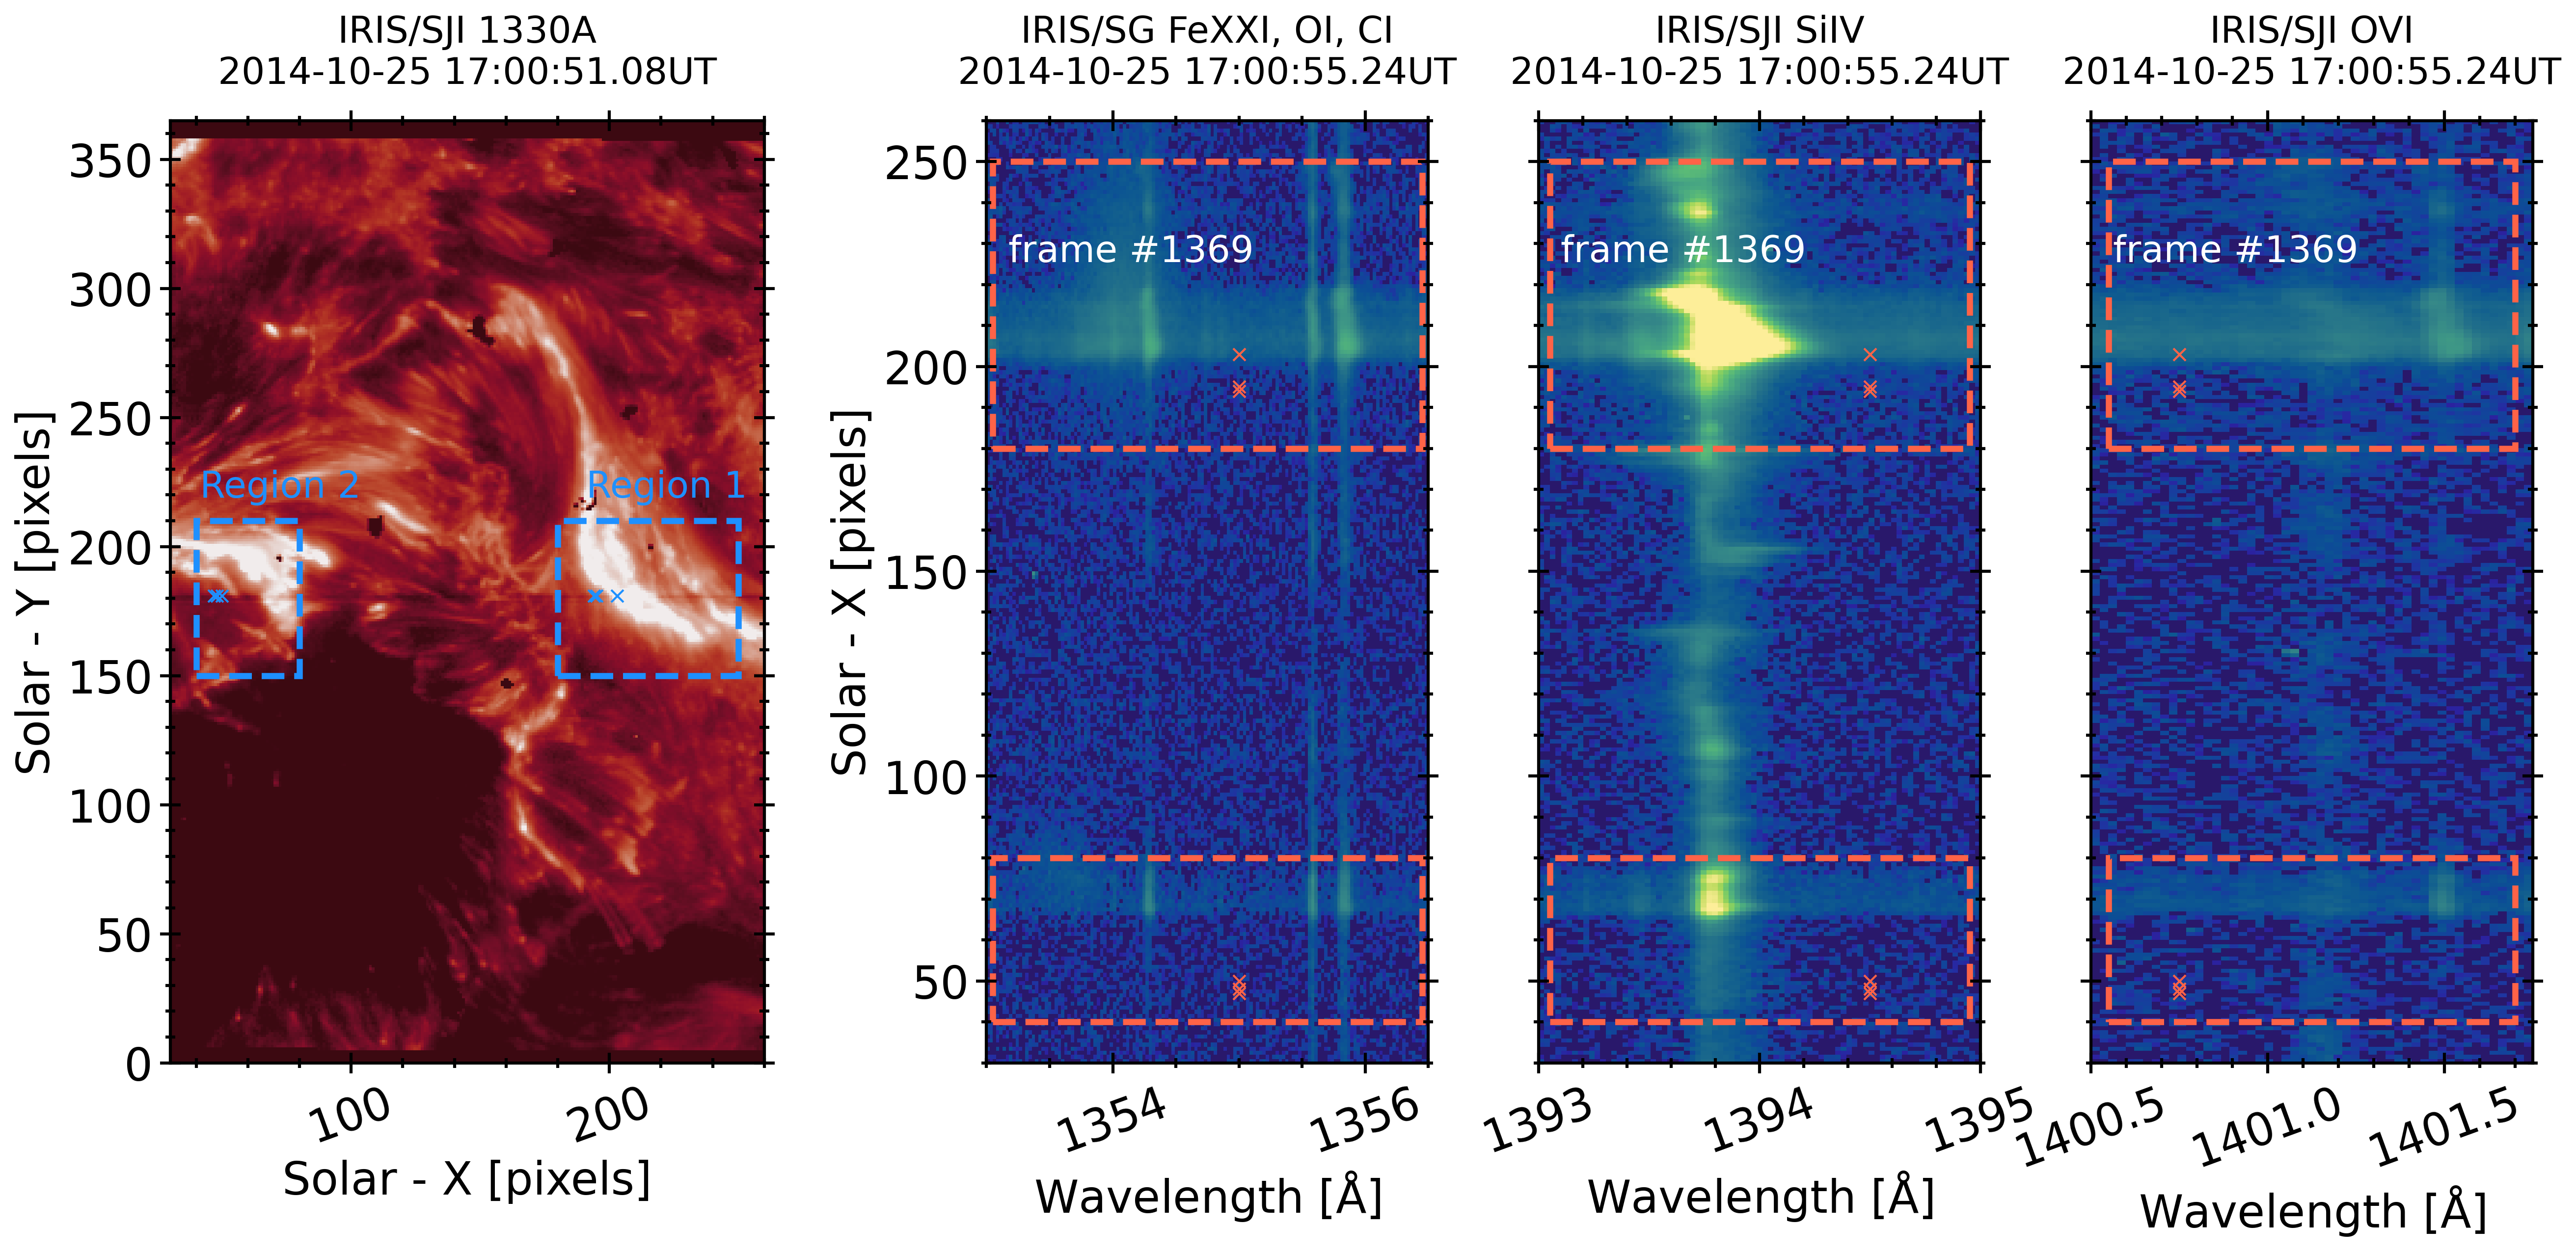 IRIS/SJI 1330A
2014-10-25 17:00:51.08UT
IRIS/SG FeXXI, OI, CI
2014-10-25 17:00:55.24UT
IRIS/SJI SiIV
2014-10-25 17:00:55.24UT
IRIS/SJI OVI
2014-10-25 17:00:55.24UT
Solar - Y [pixels]
350
300
250
200
150
100
50
0
Region 2
Region 1
100
200
Solar - X [pixels]
Solar - X [pixels]
250
200
150
100
50
frame #1369
1354
1356
Wavelength [Å]
frame #1369
1393
1394
1395
Wavelength [Å]
frame #1369
1400.5
1401.0
1401.5
Wavelength [Å]